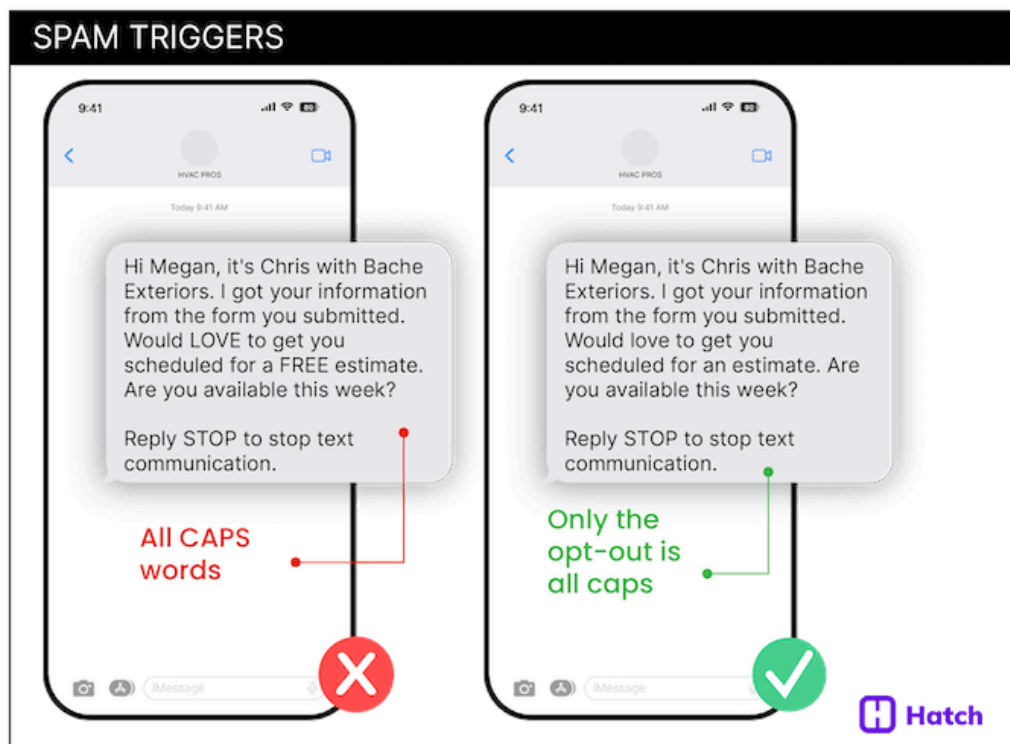 SPAM TRIGGERS
9:41
80
HVAC PROS
Today 9:41 AM
Hi Megan, it's Chris with Bache
Exteriors. I got your information
from the form you submitted.
Would LOVE to get you
scheduled for a FREE estimate.
Are you available this week?
Reply STOP to stop text
communication.
All CAPS
words
iMessage
9:41
80
HVAC PROS
Today 9:41 AM
Hi Megan, it's Chris with Bache
Exteriors. I got your information
from the form you submitted.
Would love to get you
scheduled for an estimate. Are
you available this week?
Reply STOP to stop text
communication.
Only the
opt-out is
all caps
iMessage
Hatch